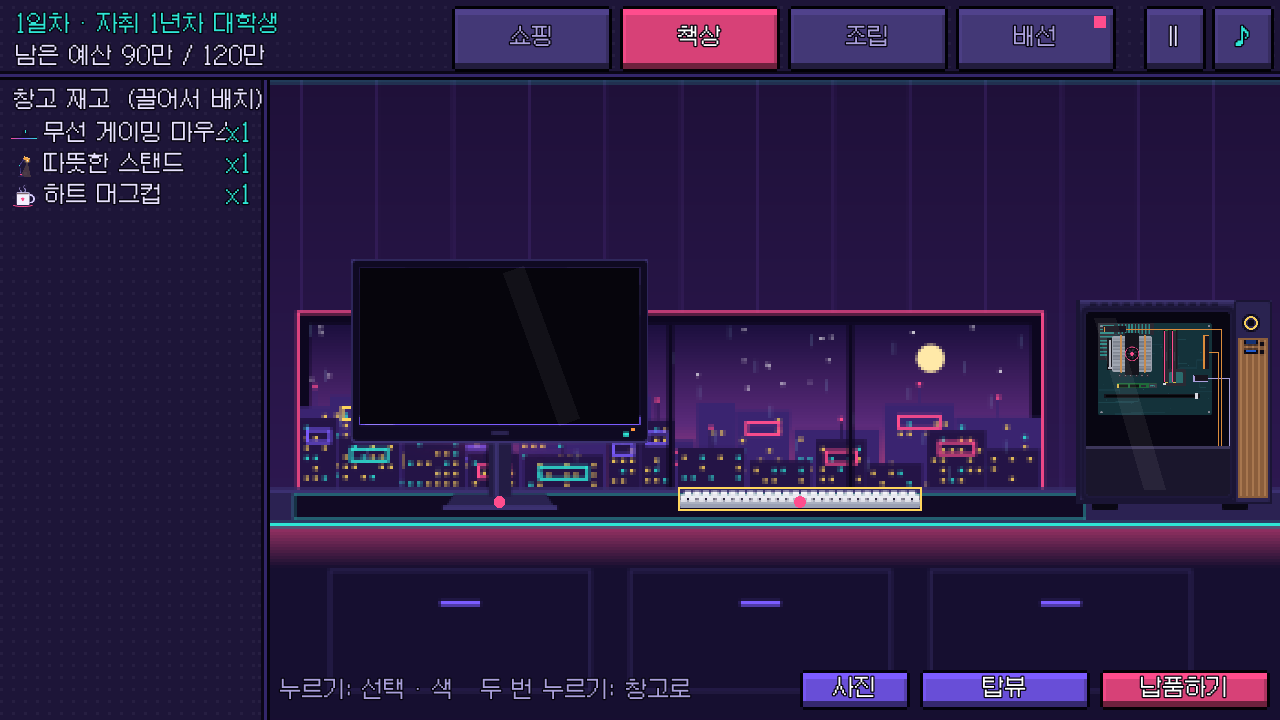 1일차 · 자취 1년차 대학생
남은 예산 90만 / 120만
쇼핑
책상
조립
배선
창고 재고 (끌어서 배치)
무선 게이밍 마우스 x1
따뜻한 스탠드 x1
하트 머그컵 x1
누르기: 선택 · 색 두 번 누르기: 창고로
사진
탑뷰
납품하기